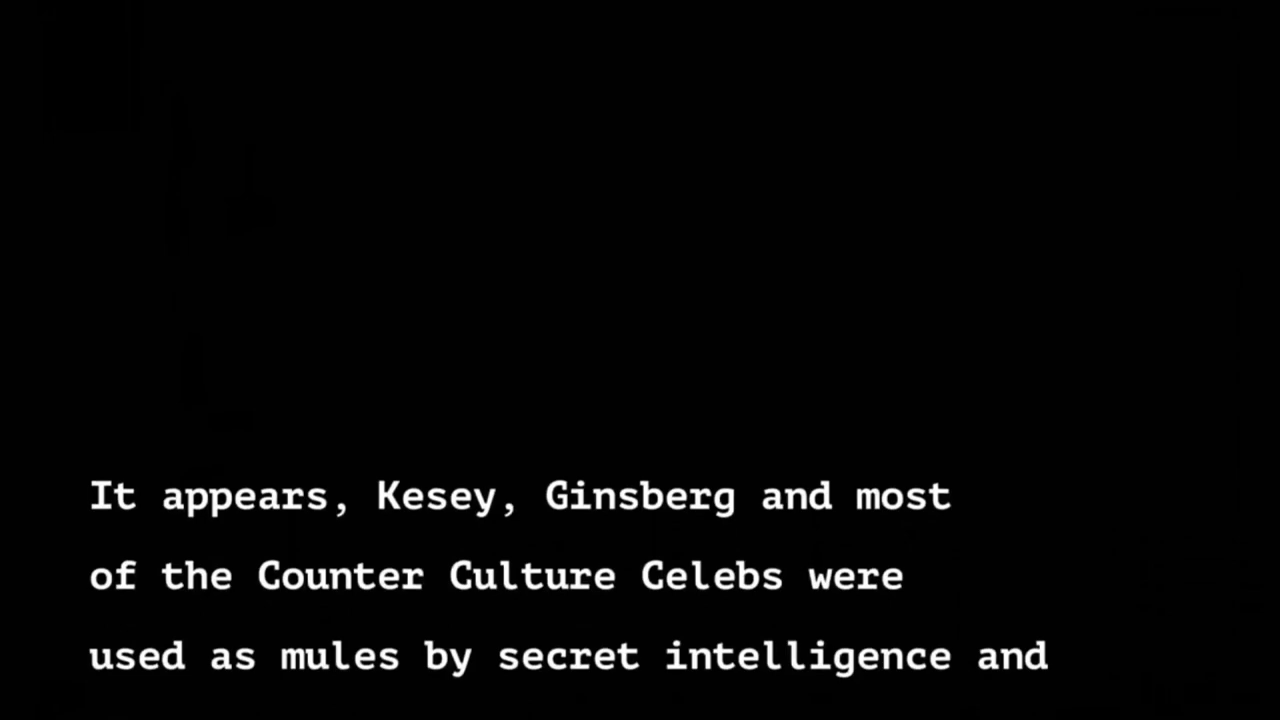 It appears, Kesey, Ginsberg and most
of the Counter Culture Celebs were
used as mules by secret intelligence and